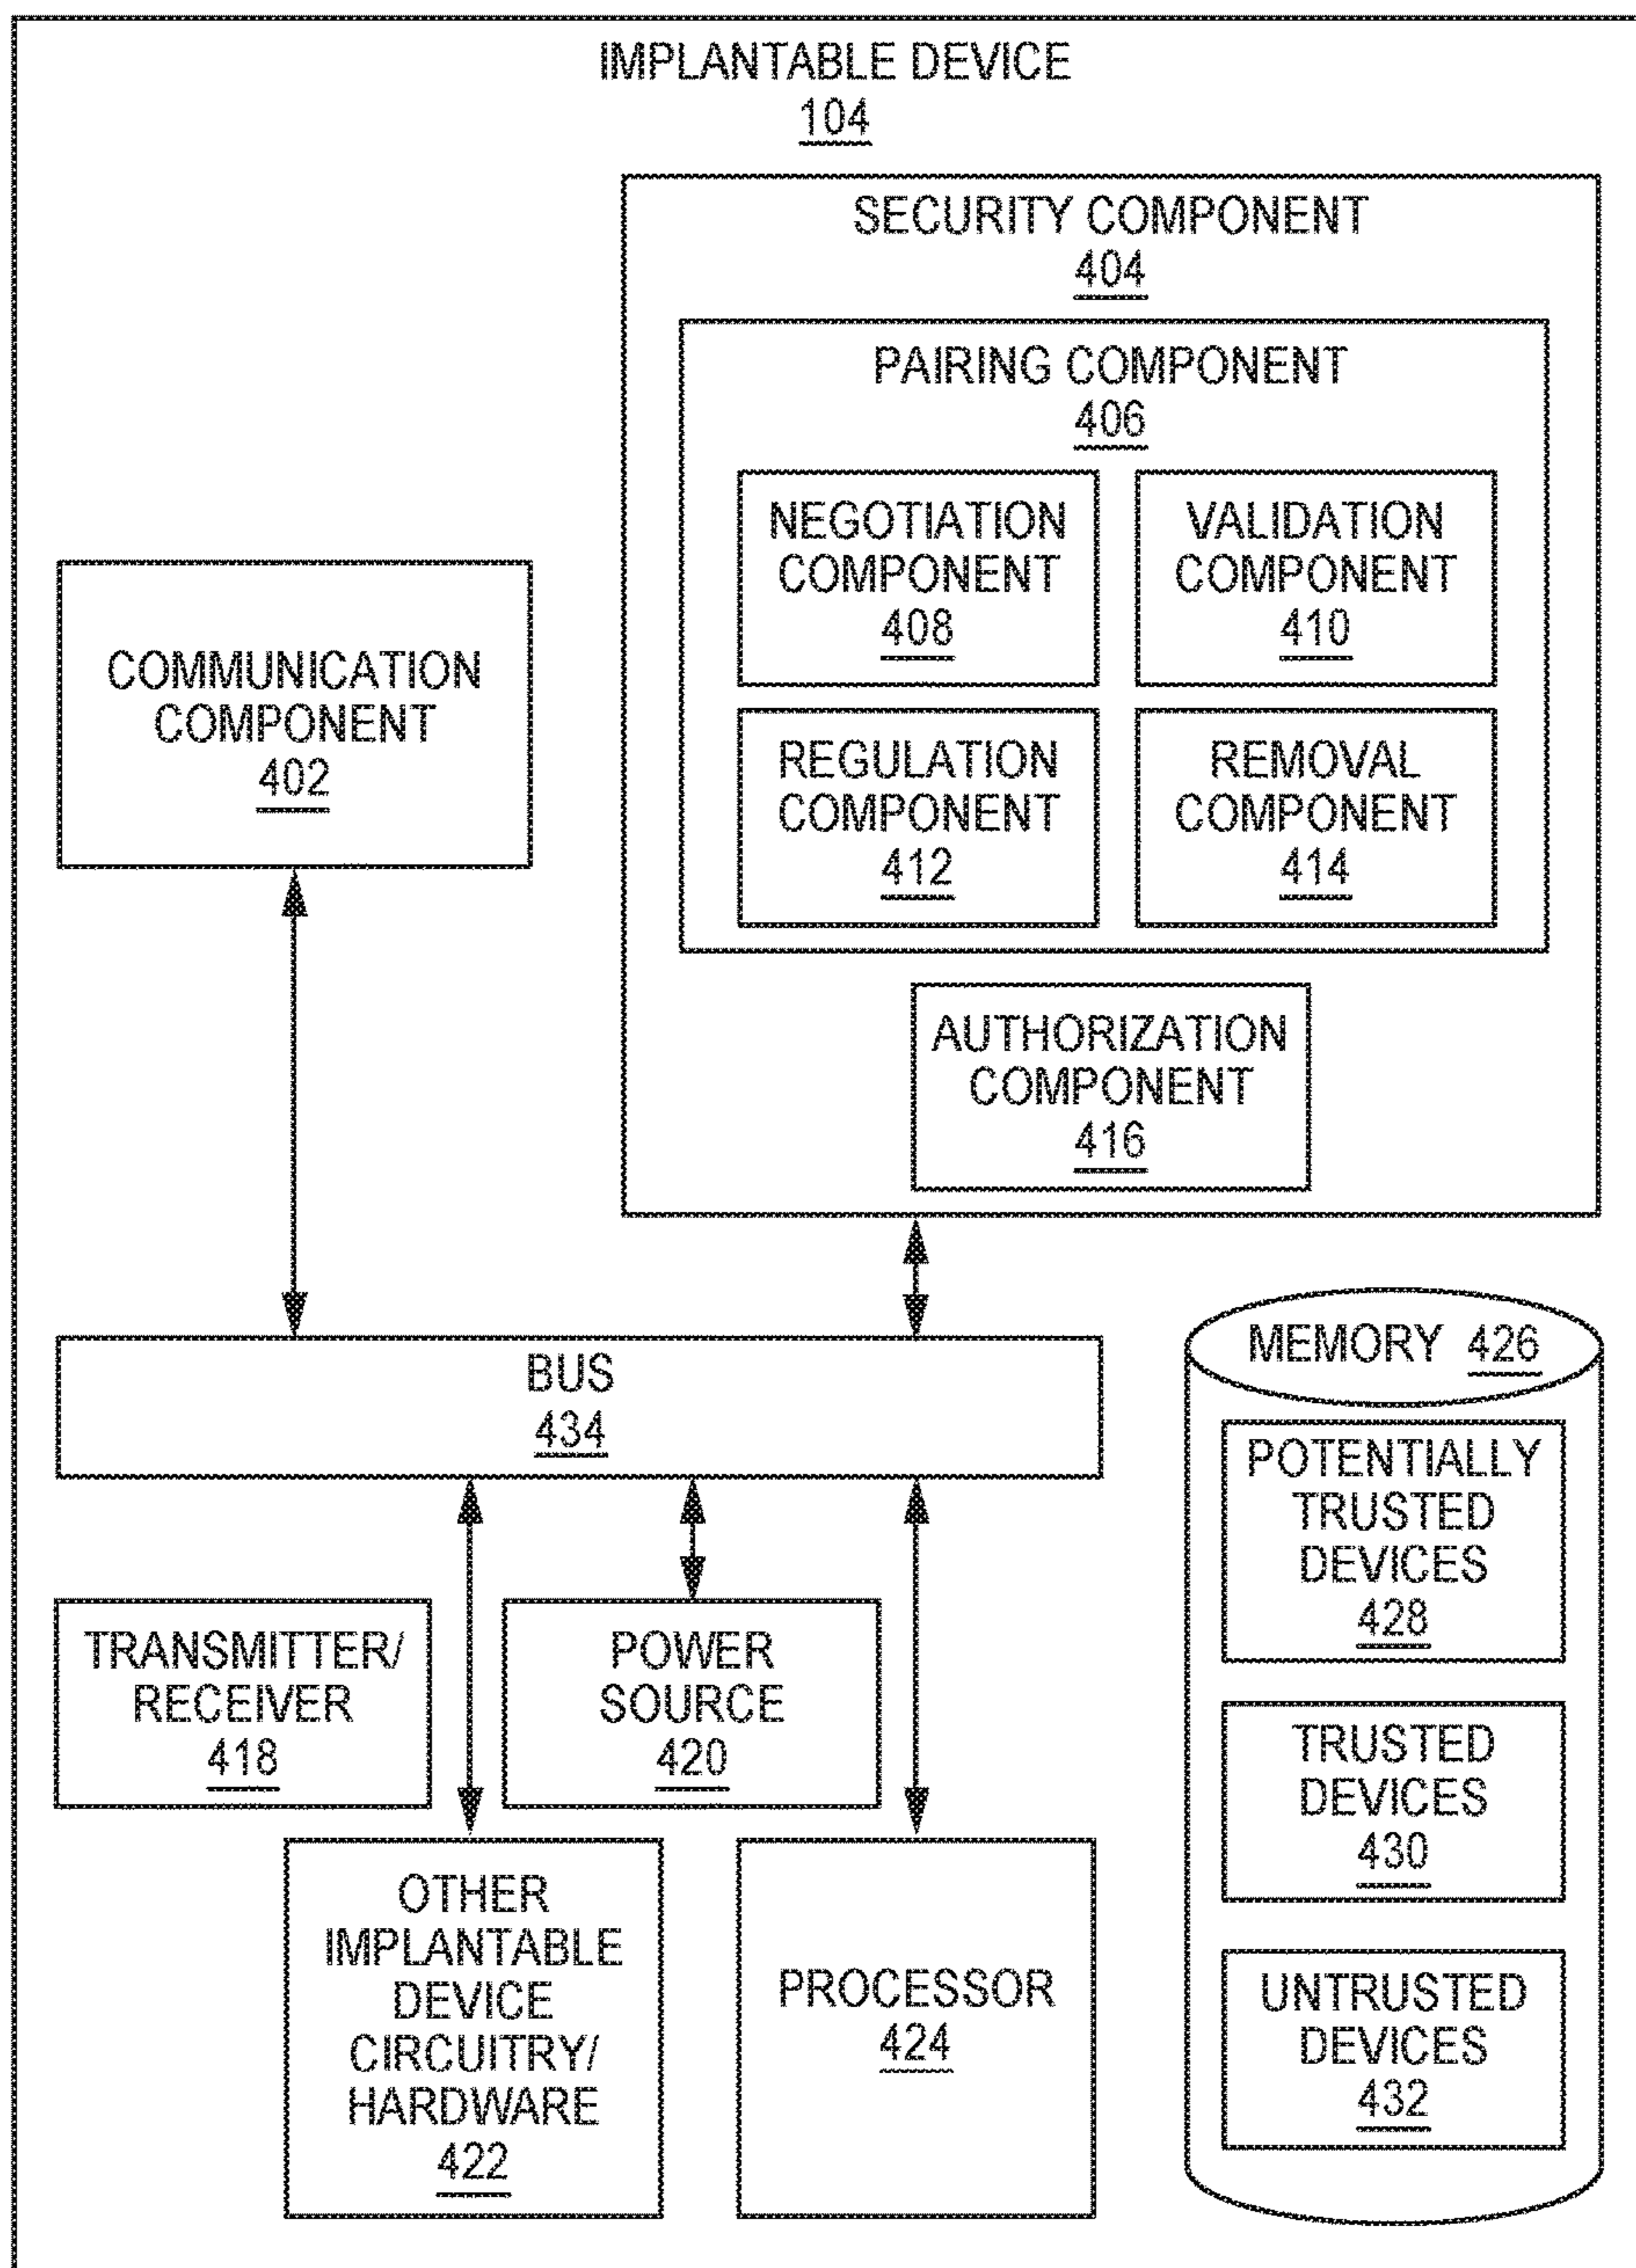 IMPLANTABLE DEVICE
104
SECURITY COMPONENT
404
PAIRING COMPONENT
406
NEGOTIATION
COMPONENT
408
VALIDATION
COMPONENT
410
REGULATION
COMPONENT
412
REMOVAL
COMPONENT
414
AUTHORIZATION
COMPONENT
416
COMMUNICATION
COMPONENT
402
BUS
434
MEMORY 426
POTENTIALLY
TRUSTED
DEVICES
428
TRUSTED
DEVICES
430
UNTRUSTED
DEVICES
432
TRANSMITTER/
RECEIVER
418
POWER
SOURCE
420
OTHER
IMPLANTABLE
DEVICE
CIRCUITRY/
HARDWARE
422
PROCESSOR
424